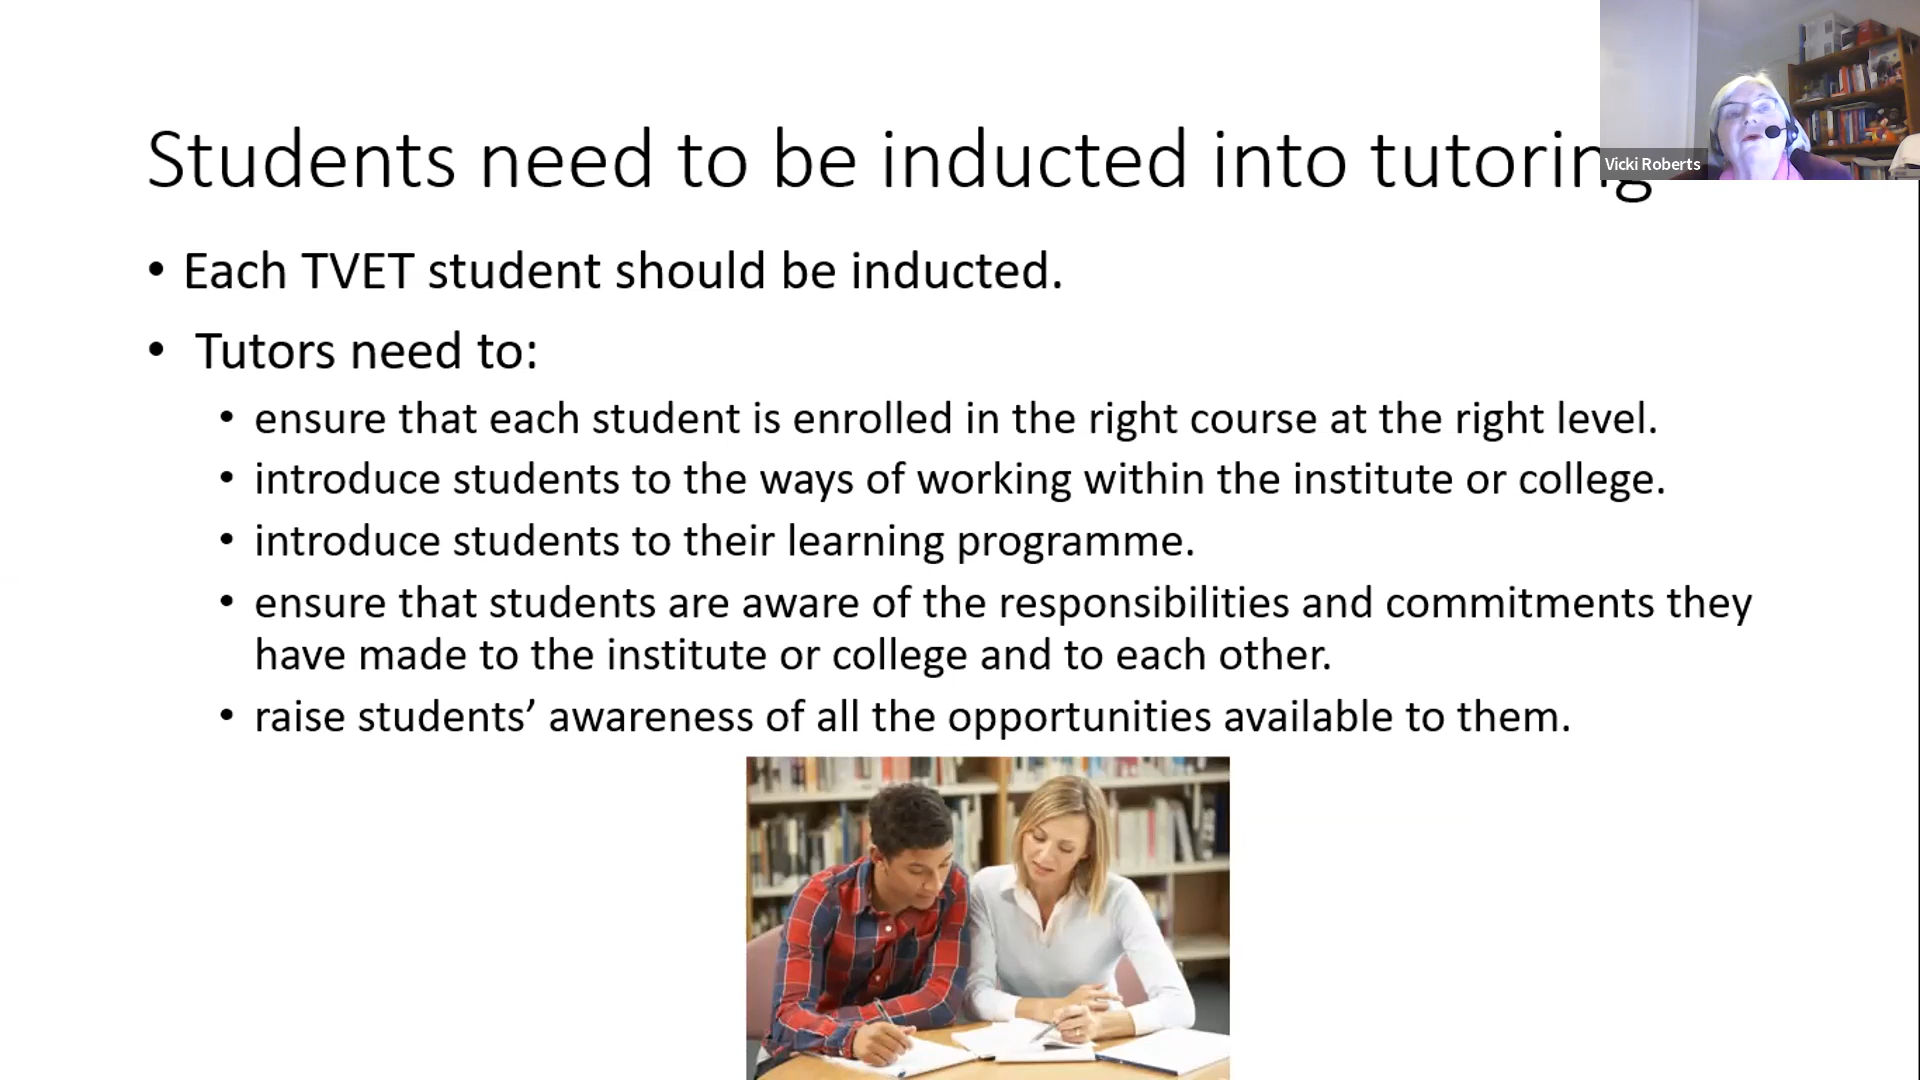 Students need to be inducted into tutoring
Vicki Roberts
• Each TVET student should be inducted.
• Tutors need to:
• ensure that each student is enrolled in the right course at the right level.
• introduce students to the ways of working within the institute or college.
• introduce students to their learning programme.
• ensure that students are aware of the responsibilities and commitments they
have made to the institute or college and to each other.
• raise students’ awareness of all the opportunities available to them.